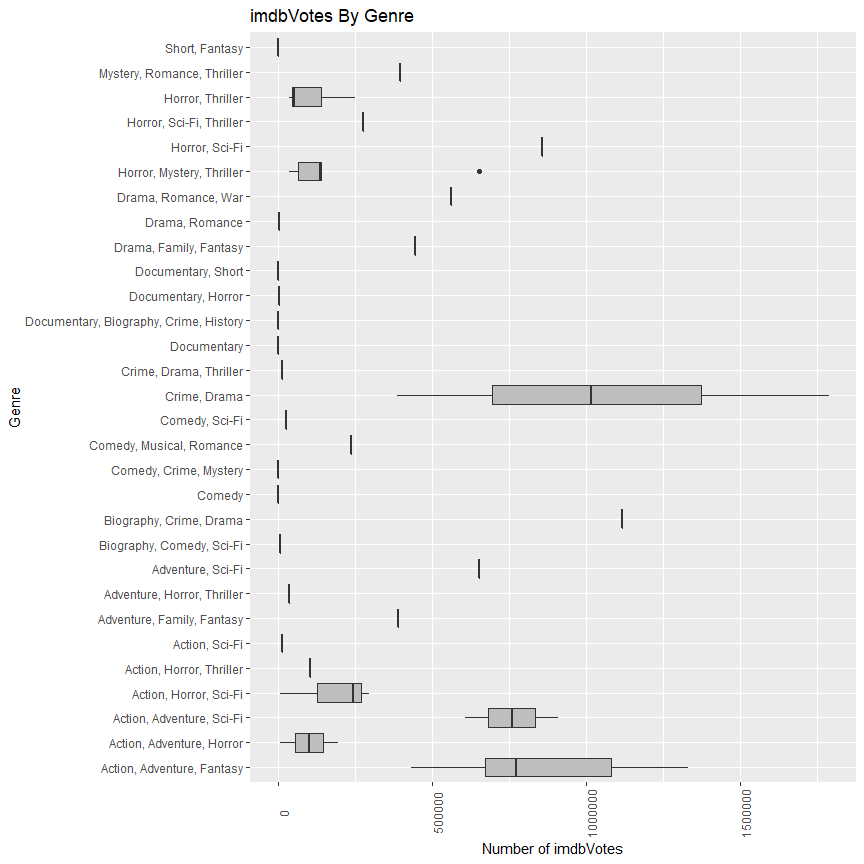 imdbVotes By Genre
Short, Fantasy
Mystery, Romance, Thriller
Horror, Thriller
Horror, Sci-Fi, Thriller
Horror, Sci-Fi
Horror, Mystery, Thriller
Drama, Romance, War
Drama, Romance
Drama, Family, Fantasy
Documentary, Short
Documentary, Horror
Documentary, Biography, Crime, History
Documentary
Crime, Drama, Thriller
Crime, Drama
Comedy, Sci-Fi
Comedy, Musical, Romance
Comedy, Crime, Mystery
Comedy
Biography, Crime, Drama
Biography, Comedy, Sci-Fi
Adventure, Sci-Fi
Adventure, Horror, Thriller
Adventure, Family, Fantasy
Action, Sci-Fi
Action, Horror, Thriller
Action, Horror, Sci-Fi
Action, Adventure, Sci-Fi
Action, Adventure, Horror
Action, Adventure, Fantasy
Genre
0
500000
1000000
1500000
Number of imdbVotes